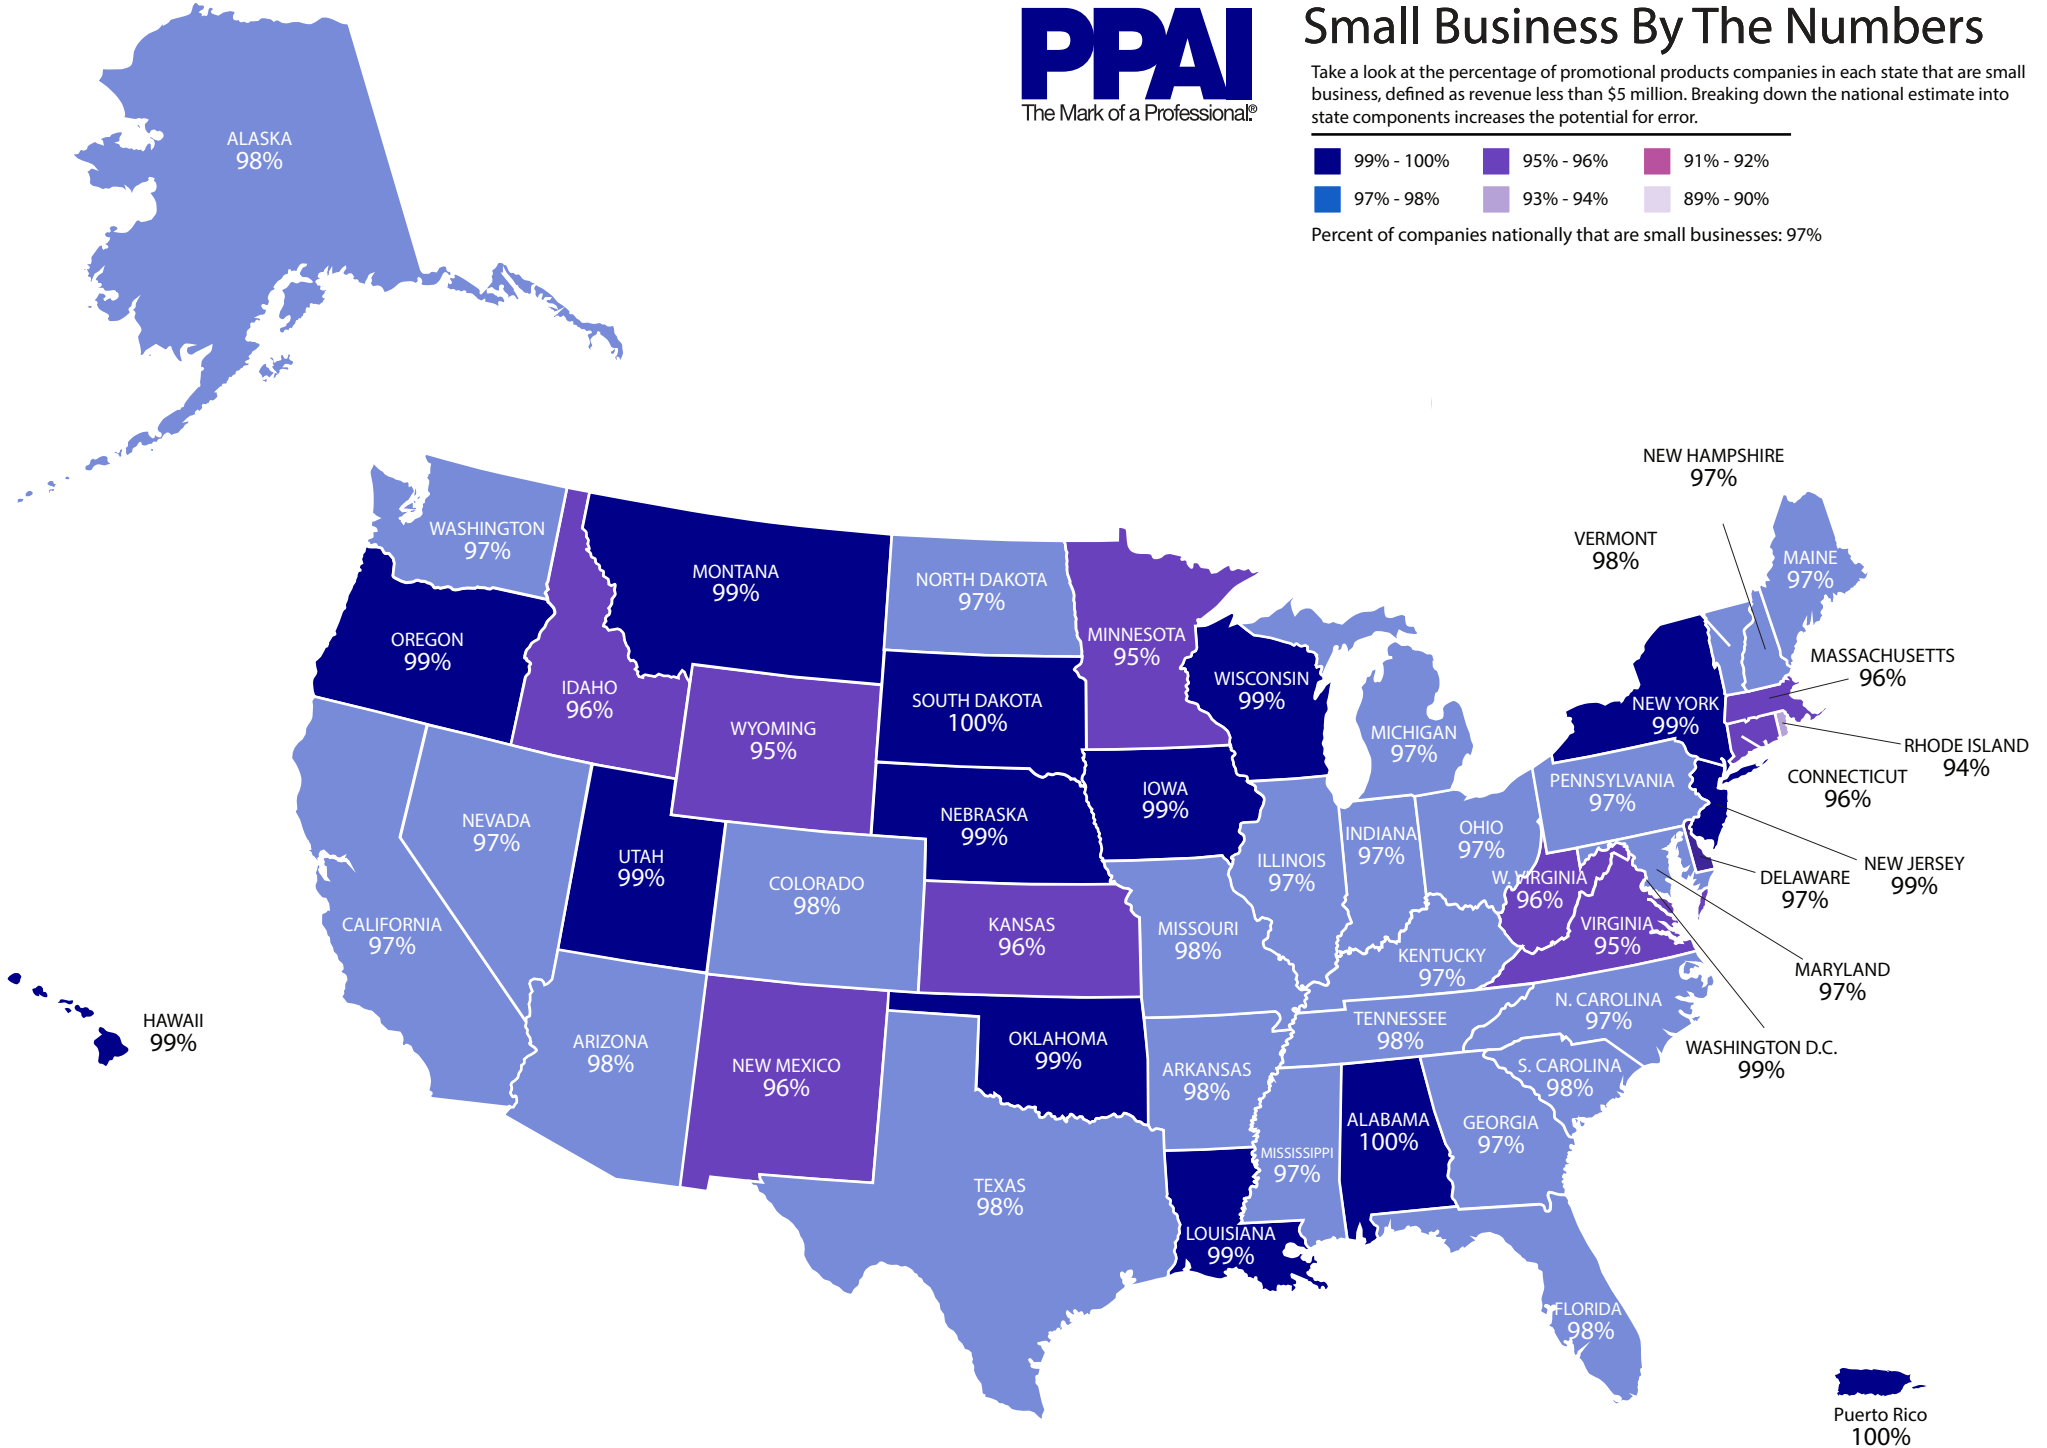 PPAI
The Mark of a Professional.®
Small Business By The Numbers
Take a look at the percentage of promotional products companies in each state that are small
business, defined as revenue less than $5 million. Breaking down the national estimate into
state components increases the potential for error.
99% - 100%
95% - 96%
91% - 92%
97% - 98%
93% - 94%
89% - 90%
Percent of companies nationally that are small businesses: 97%
ALASKA
98%
NEW HAMPSHIRE
97%
VERMONT
98%
MAINE
97%
WASHINGTON
97%
MONTANA
99%
NORTH DAKOTA
97%
MINNESOTA
95%
OREGON
99%
IDAHO
96%
WYOMING
95%
SOUTH DAKOTA
100%
WISCONSIN
99%
MICHIGAN
97%
NEW YORK
99%
MASSACHUSETTS
96%
RHODE ISLAND
94%
CONNECTICUT
96%
PENNSYLVANIA
97%
NEVADA
97%
UTAH
99%
NEBRASKA
99%
IOWA
99%
ILLINOIS
97%
INDIANA
97%
OHIO
97%
NEW JERSEY
99%
DELAWARE
97%
W. VIRGINIA
96%
VIRGINIA
95%
CALIFORNIA
97%
COLORADO
98%
KANSAS
96%
MISSOURI
98%
KENTUCKY
97%
MARYLAND
97%
WASHINGTON D.C.
99%
HAWAII
99%
ARIZONA
98%
NEW MEXICO
96%
OKLAHOMA
99%
ARKANSAS
98%
TENNESSEE
98%
N. CAROLINA
97%
S. CAROLINA
98%
TEXAS
98%
LOUISIANA
99%
MISSISSIPPI
97%
ALABAMA
100%
GEORGIA
97%
FLORIDA
98%
Puerto Rico
100%